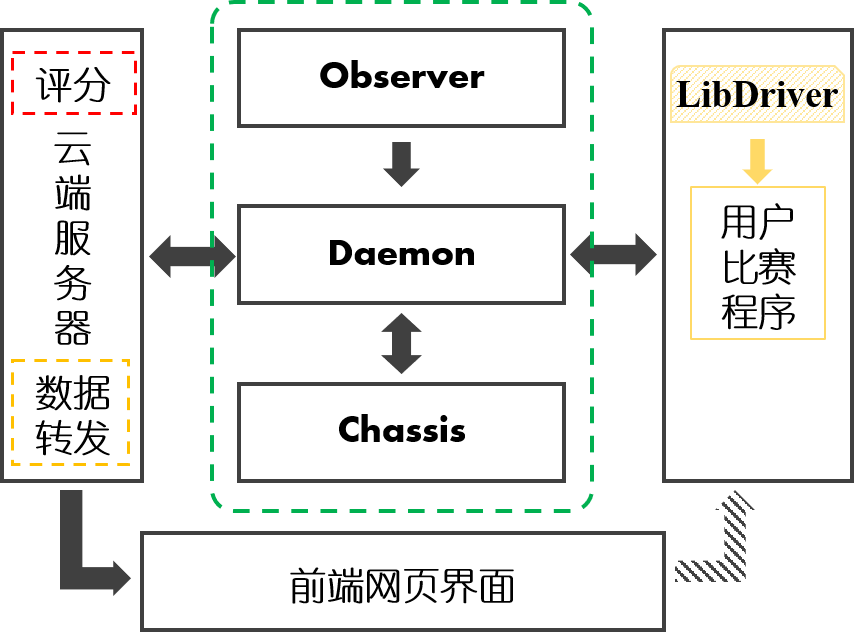 评分
云
端
服
务
器
数据
转发
Observer
Daemon
Chassis
LibDriver
用户
比赛
程序
前端网页界面